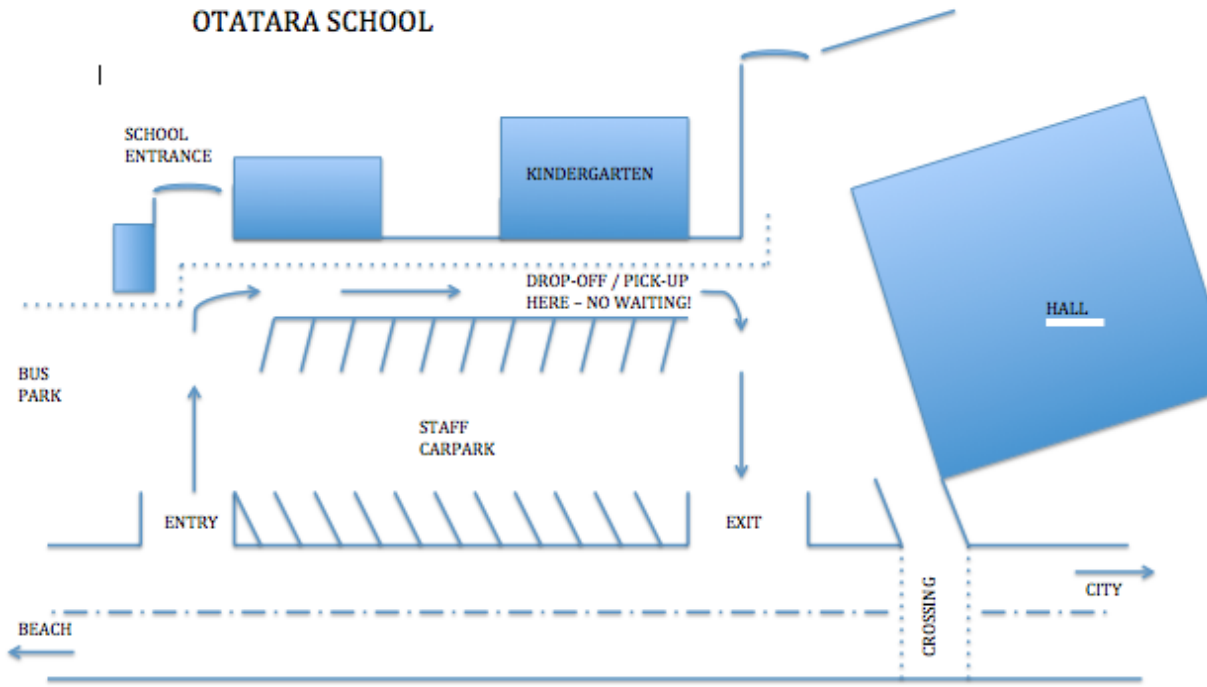 OTATARA SCHOOL
SCHOOL
ENTRANCE
KINDERGARTEN
DROP-OFF / PICK-UP
HERE – NO WAITING!
HALL
BUS
PARK
STAFF
CARPARK
ENTRY
EXIT
CROSSING
CITY
BEACH